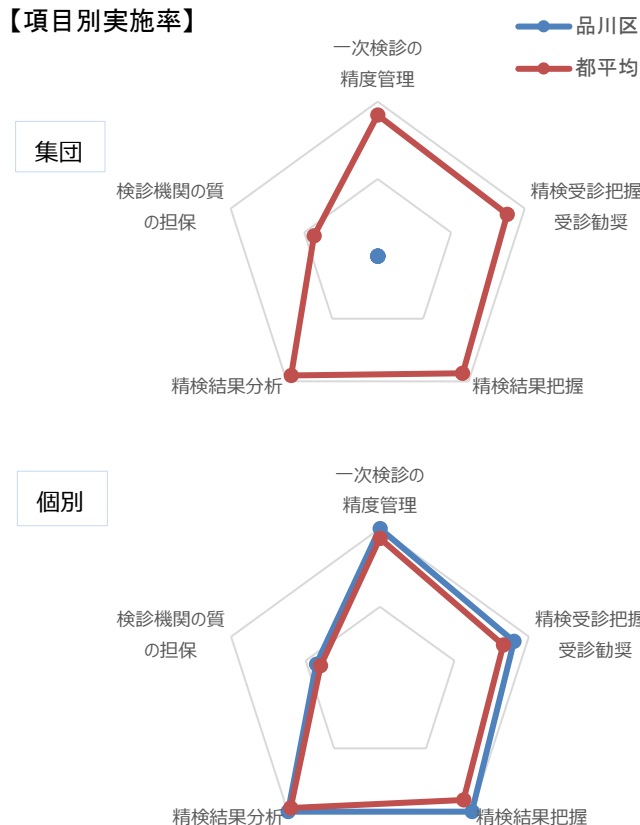 【項目別実施率】
品川区
都平均
集団
一次検診の
精度管理
精検受診把握
受診勧奨
精検結果把握
精検結果分析
検診機関の質
の担保
個別
一次検診の
精度管理
精検受診把握
受診勧奨
精検結果把握
精検結果分析
検診機関の質
の担保